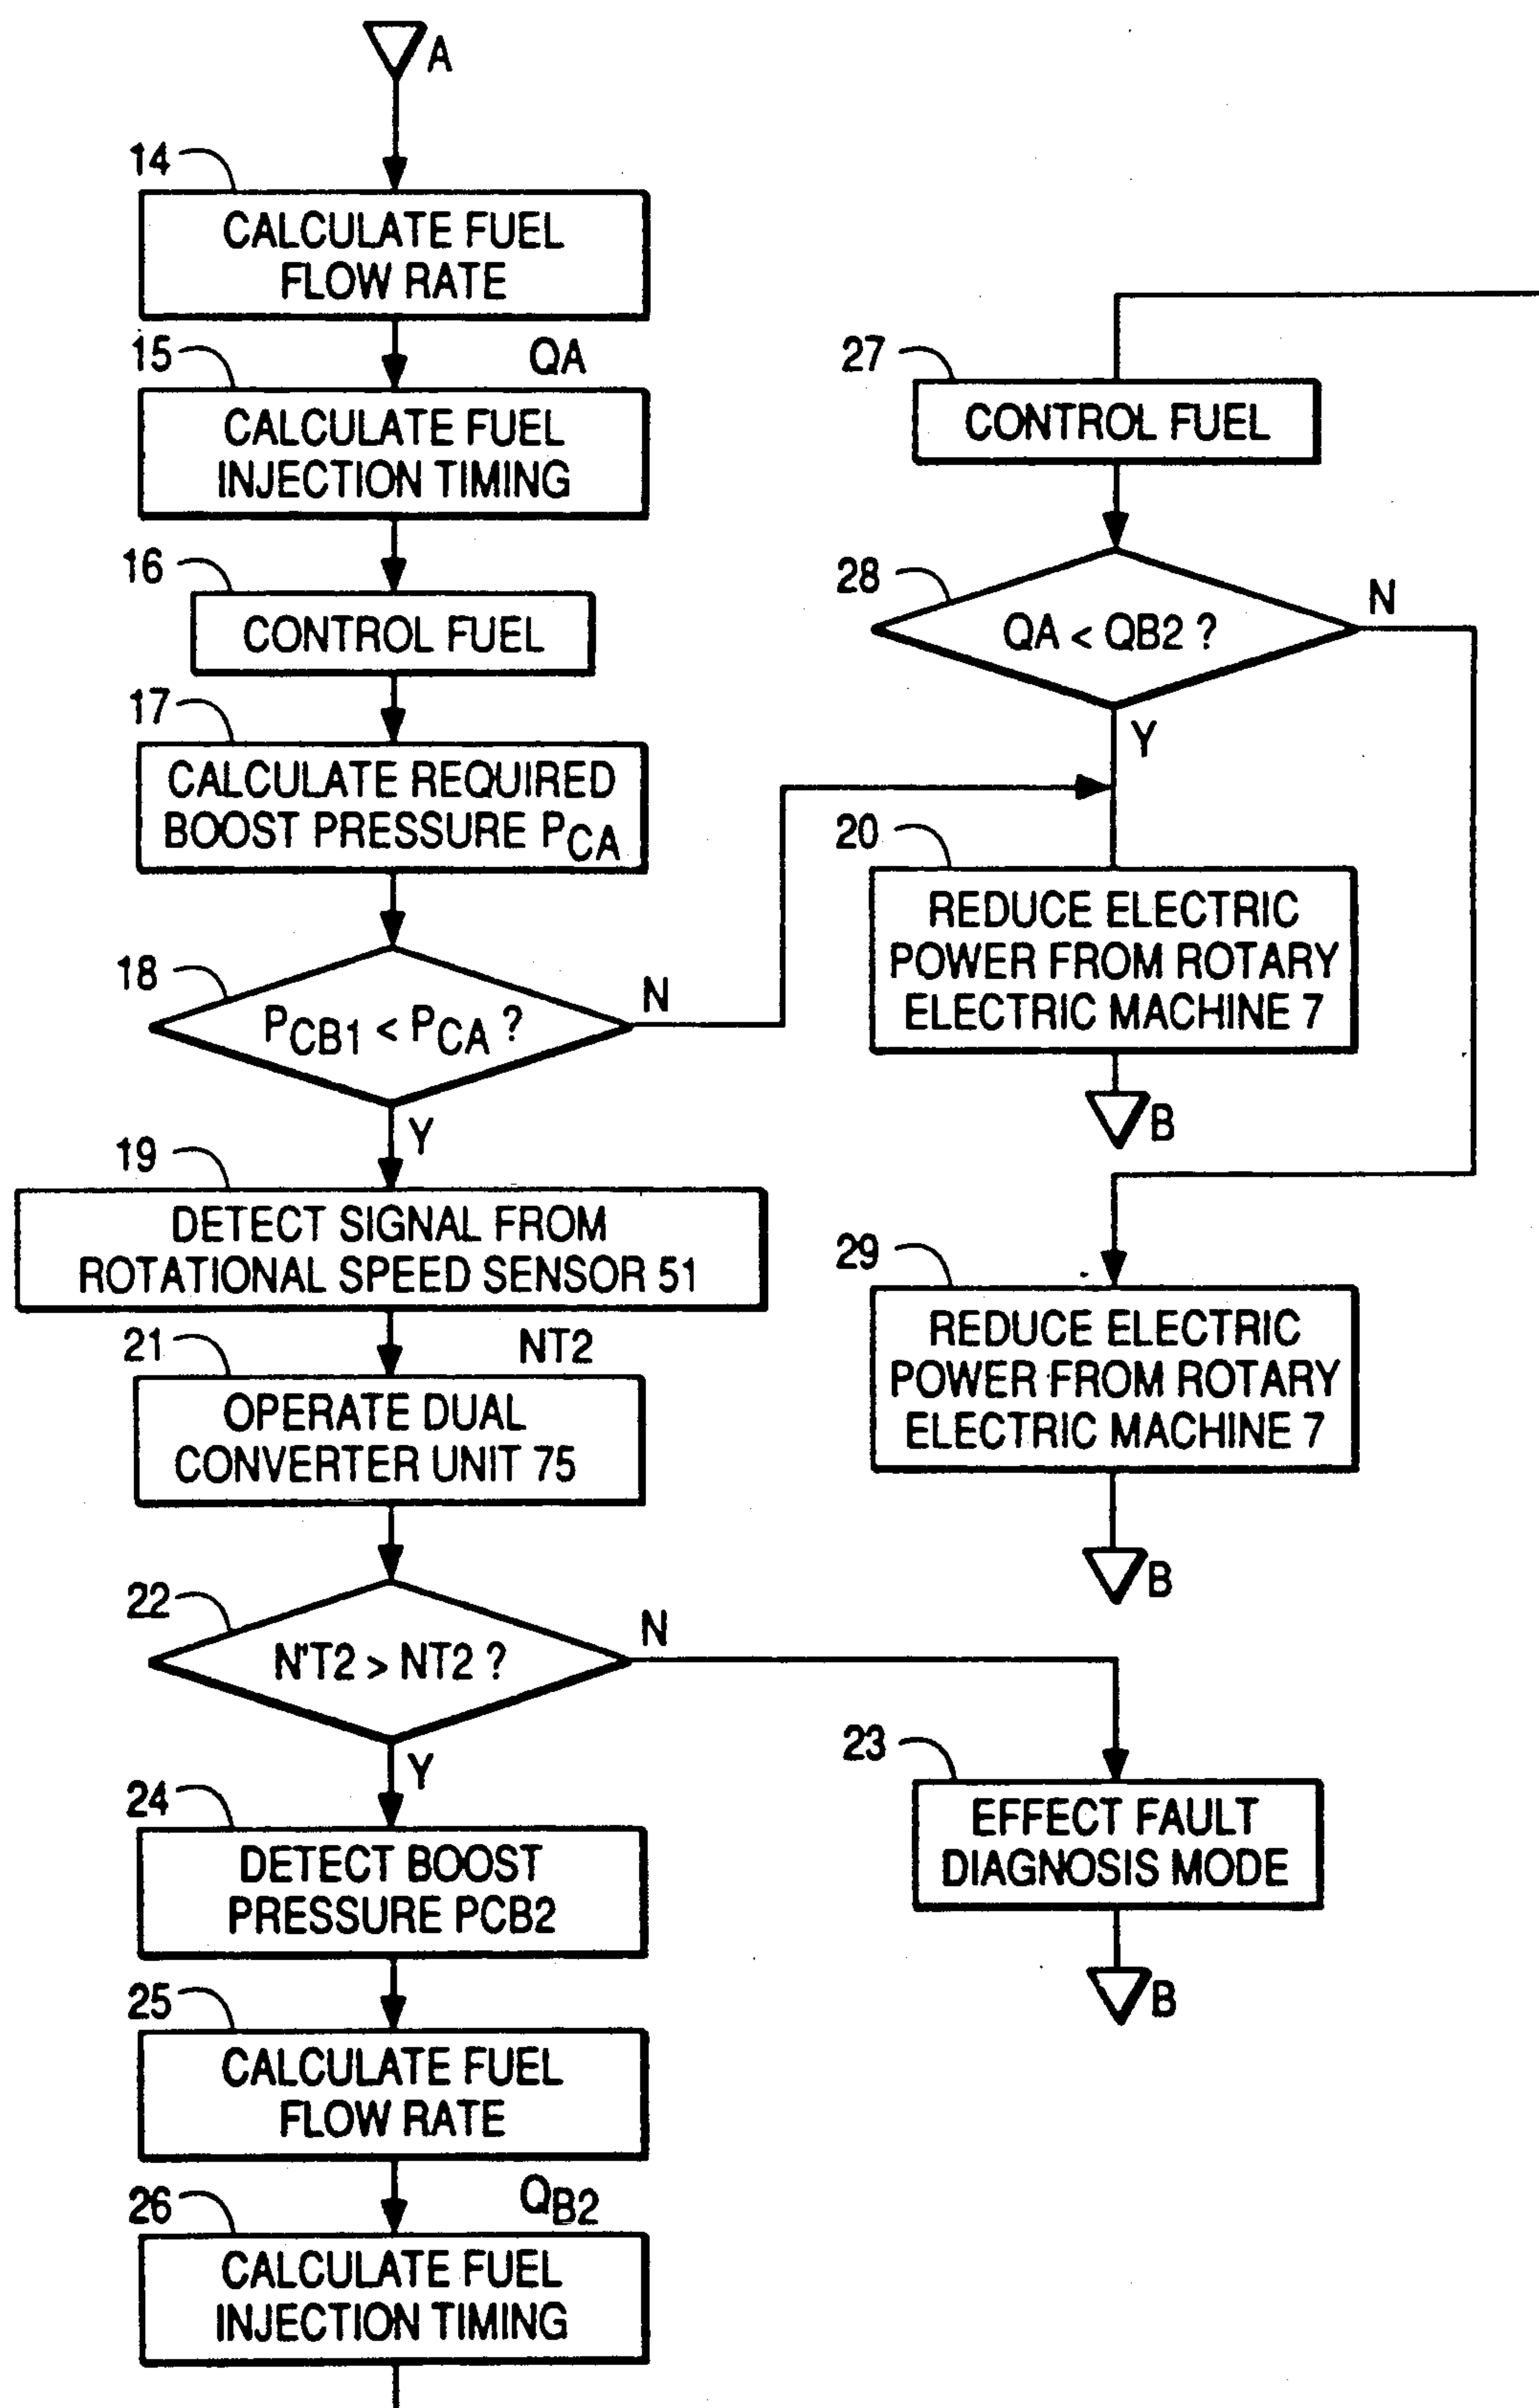 A
14
CALCULATE FUEL
FLOW RATE
QA
15
CALCULATE FUEL
INJECTION TIMING
16
CONTROL FUEL
17
CALCULATE REQUIRED
BOOST PRESSURE PCA
18
PCB1 < PCA ?
N
Y
19
DETECT SIGNAL FROM
ROTATIONAL SPEED SENSOR 51
NT2
21
OPERATE DUAL
CONVERTER UNIT 75
22
N'T2 > NT2 ?
N
Y
24
DETECT BOOST
PRESSURE PCB2
25
CALCULATE FUEL
FLOW RATE
QB2
26
CALCULATE FUEL
INJECTION TIMING
27
CONTROL FUEL
28
QA < QB2 ?
N
Y
20
REDUCE ELECTRIC
POWER FROM ROTARY
ELECTRIC MACHINE 7
B
29
REDUCE ELECTRIC
POWER FROM ROTARY
ELECTRIC MACHINE 7
B
23
EFFECT FAULT
DIAGNOSIS MODE
B